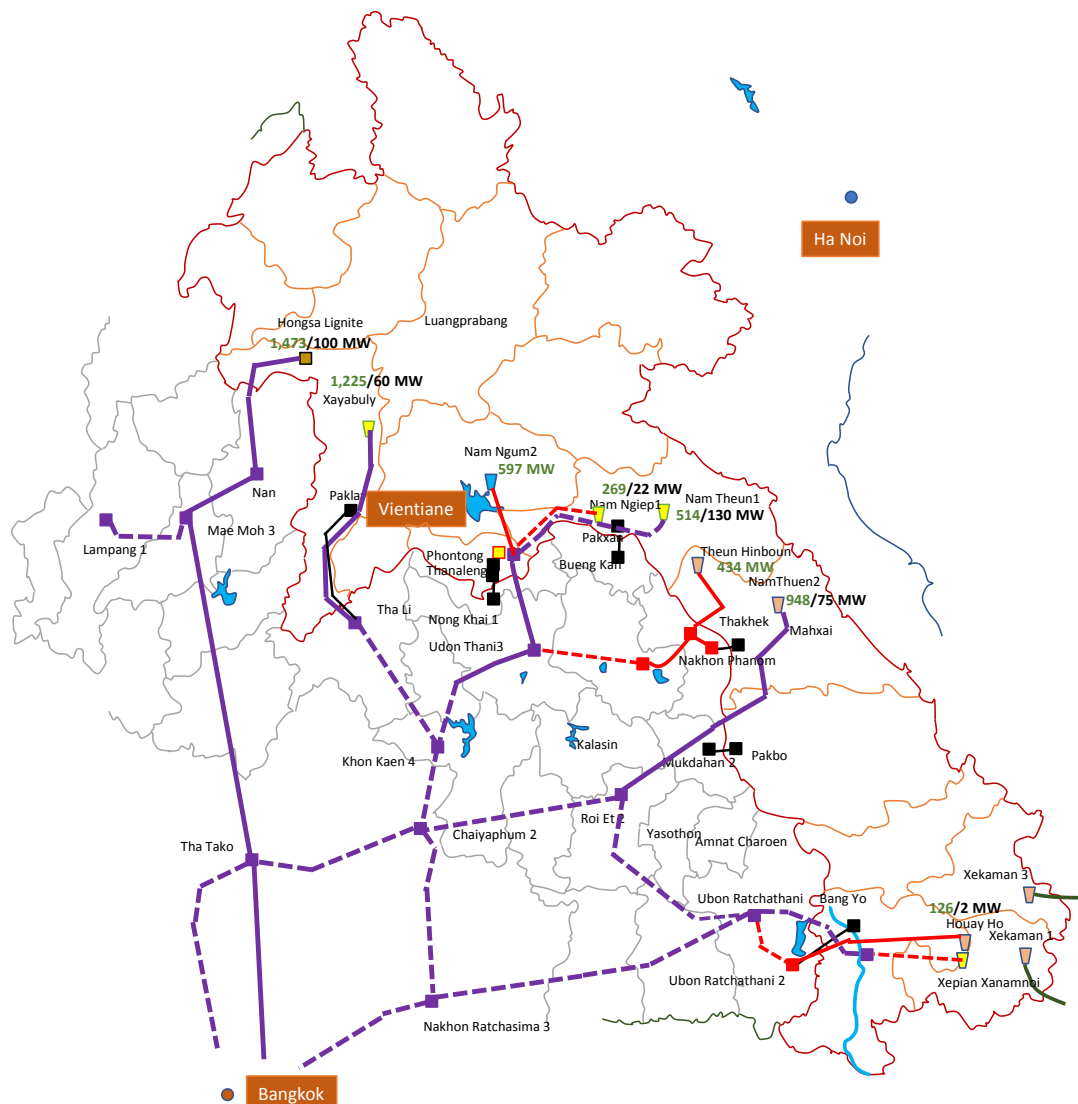 Ha Noi
Hongsa Lignite
Luangprabang
1,473/100 MW
1,225/60 MW
Xayabuly
Nam Ngum2
597 MW
Nan
Paklay
Vientiane
269/22 MW
Nam Ngiep1
Nam Theun1
514/130 MW
Mae Moh 3
Lampang 1
Pakxan
Phontong
Thanaleng
Bueng Kan
Theun Hinboun
434 MW
NamThuen2
948/75 MW
Tha Li
Nong Khai 1
Thakhek
Mahxai
Udon Thani3
Nakhon Phanom
Khon Kaen 4
Kalasin
Mukdahan 2
Pakbo
Roi Et 2
Chaiyaphum 2
Yasothon
Amnat Charoen
Tha Tako
Xekaman 3
Ubon Ratchathani
Bang Yo
126/2 MW
Houay Ho
Xekaman 1
Ubon Ratchathani 2
Xepian Xanamnoi
Nakhon Ratchasima 3
Bangkok